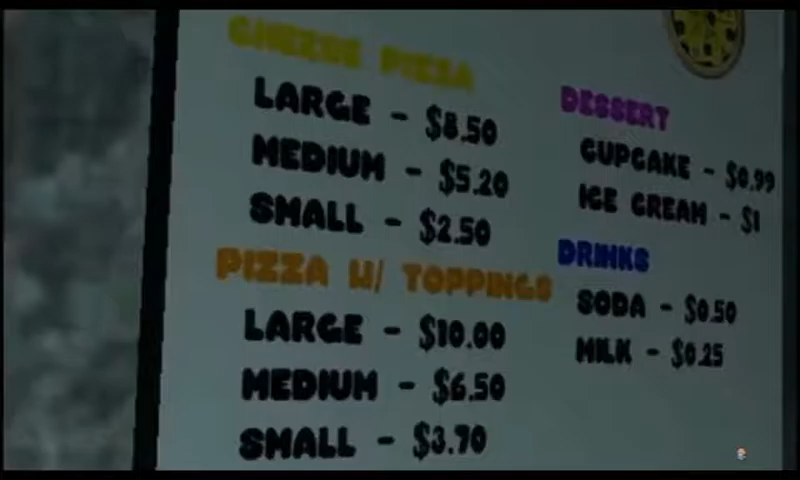 CHEESE PIZZA
LARGE - $8.50
MEDIUM - $5.20
SMALL - $2.50
PIZZA W/ TOPPINGS
LARGE - $10.00
MEDIUM - $6.50
SMALL - $3.70
DESSERT
CUPCAKE - $0.99
ICE CREAM - $1
DRINKS
SODA - $0.50
MILK - $0.25